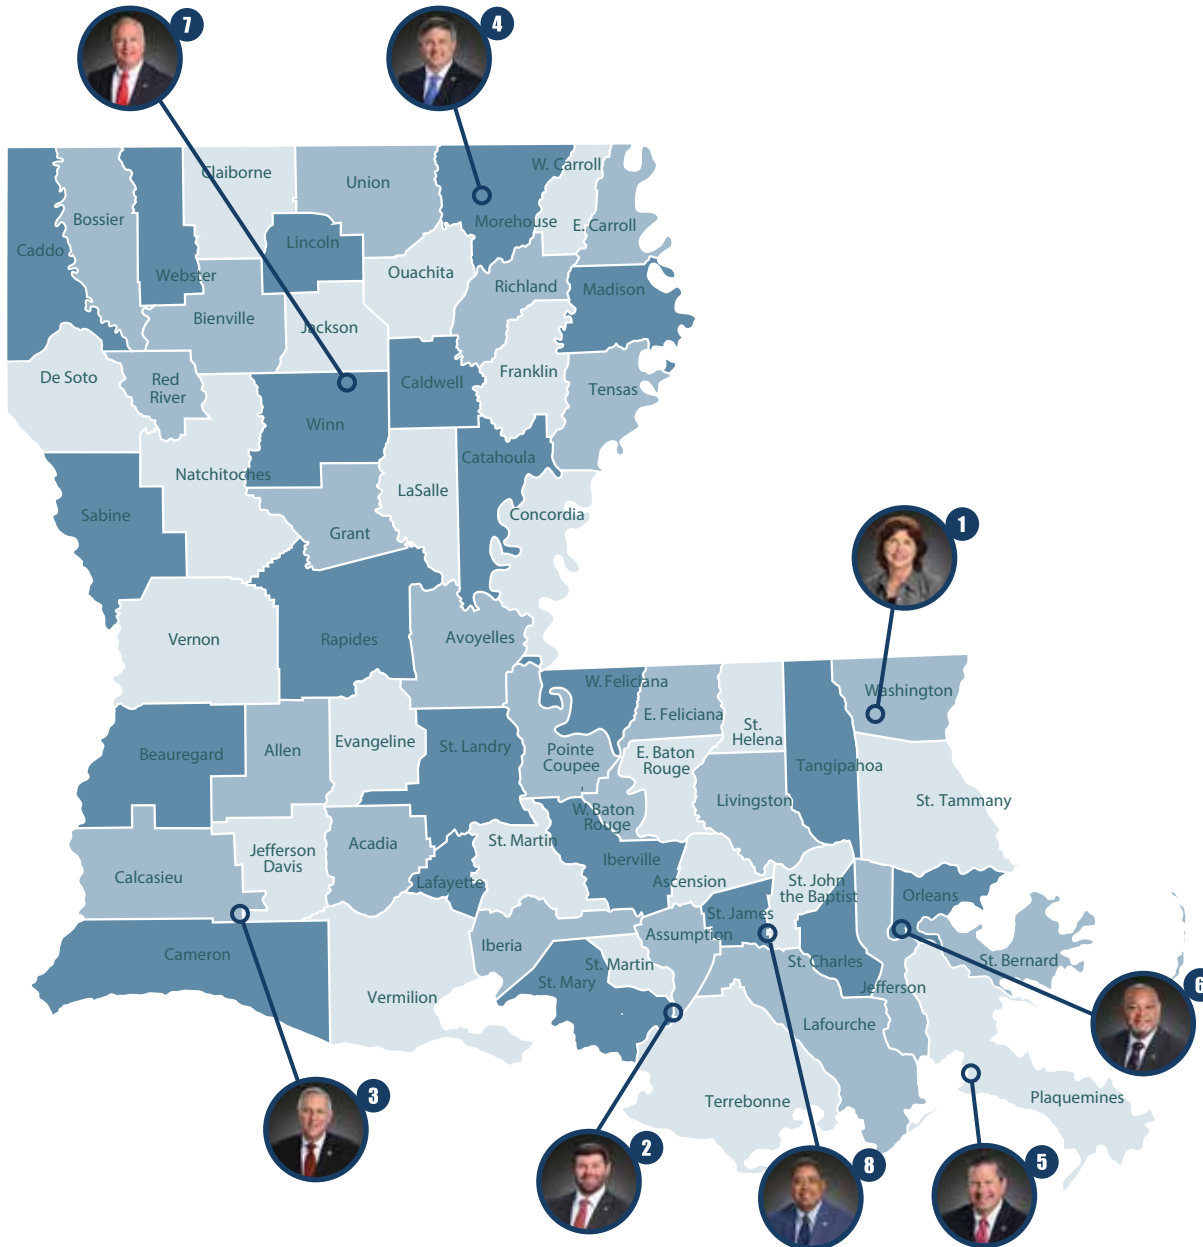 7
4
Claiborne
W. Carroll
Union
Bossier
Morehouse
E. Carroll
Caddo
Lincoln
Webster
Ouachita
Richland
Madison
Bienville
Jackson
De Soto
Red
River
Caldwell
Franklin
Tensas
Winn
Catahoula
Natchitoches
LaSalle
Sabine
Grant
Concordia
1
Vernon
Rapides
Avoyelles
W. Feliciana
Washington
E. Feliciana
St.
Helena
Beauregard
Allen
Evangeline
St. Landry
Pointe
Coupee
E. Baton
Rouge
Tangipahoa
Livingston
St. Tammany
W. Baton
Rouge
Jefferson
Davis
Acadia
St. Martin
Iberville
Calcasieu
Lafayette
Ascension
St. John
the Baptist
Orleans
St. James
Assumption
Cameron
Iberia
St. Martin
St. Charles
St. Bernard
St. Mary
Vermilion
Jefferson
6
Lafourche
3
Terrebonne
Plaquemines
2
8
5